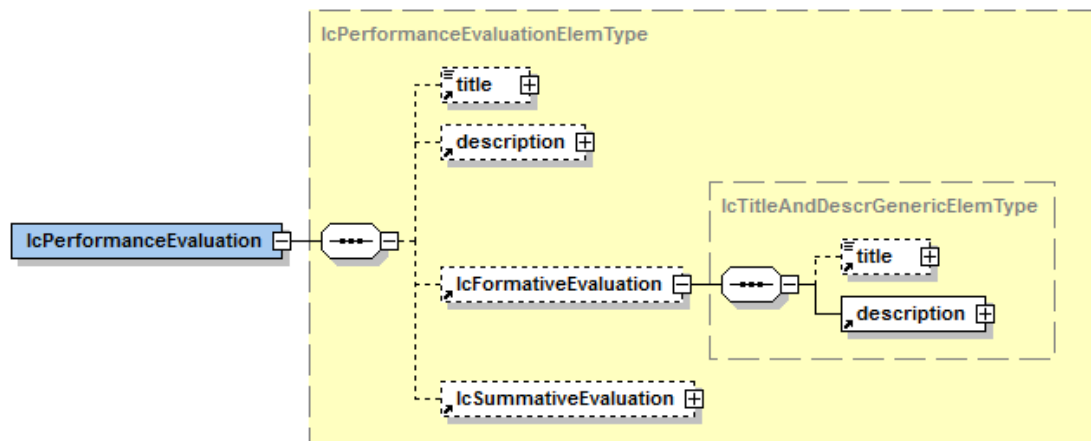 lcPerformanceEvaluationElemType
title
description
lcTitleAndDescrGenericElemType
lcPerformanceEvaluation
title
lcFormativeEvaluation
description
lcSummativeEvaluation